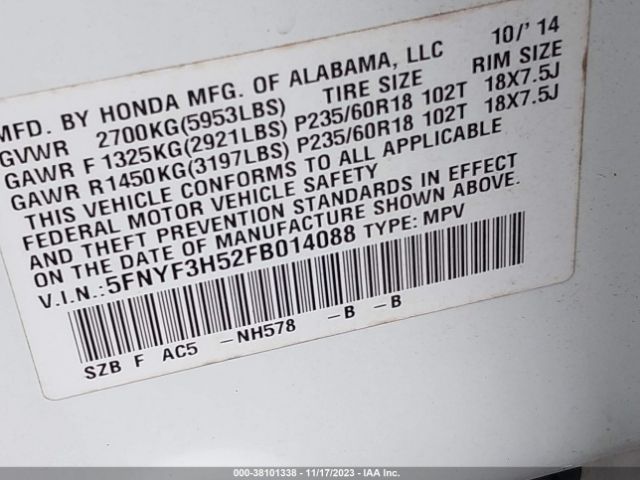 MFD. BY HONDA MFG. OF ALABAMA, LLC 10/'14
GVWR 2700KG(5953LBS) TIRE SIZE RIM SIZE
GAWR F 1325KG(2921LBS) P235/60R18 102T 18X7.5J
GAWR R1450KG(3197LBS) P235/60R18 102T 18X7.5J
THIS VEHICLE CONFORMS TO ALL APPLICABLE
FEDERAL MOTOR VEHICLE SAFETY
AND THEFT PREVENTION STANDARDS IN EFFECT
ON THE DATE OF MANUFACTURE SHOWN ABOVE.
V.I.N.:5FNYF3H52FB014088 TYPE: MPV
SZB F AC5 -NH578 -B -B
000-38101338 - 11/17/2023 - IAA Inc.